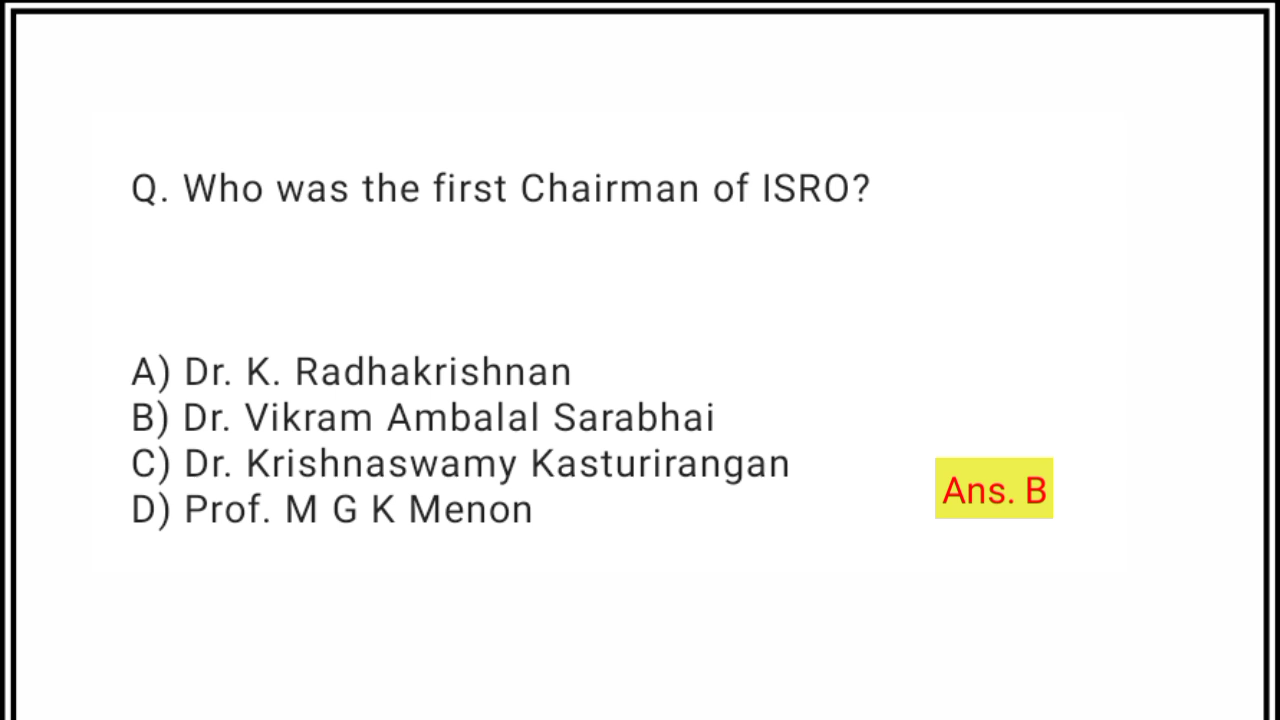 Q. Who was the first Chairman of ISRO?
A) Dr. K. Radhakrishnan
B) Dr. Vikram Ambalal Sarabhai
C) Dr. Krishnaswamy Kasturirangan
D) Prof. M G K Menon
Ans. B